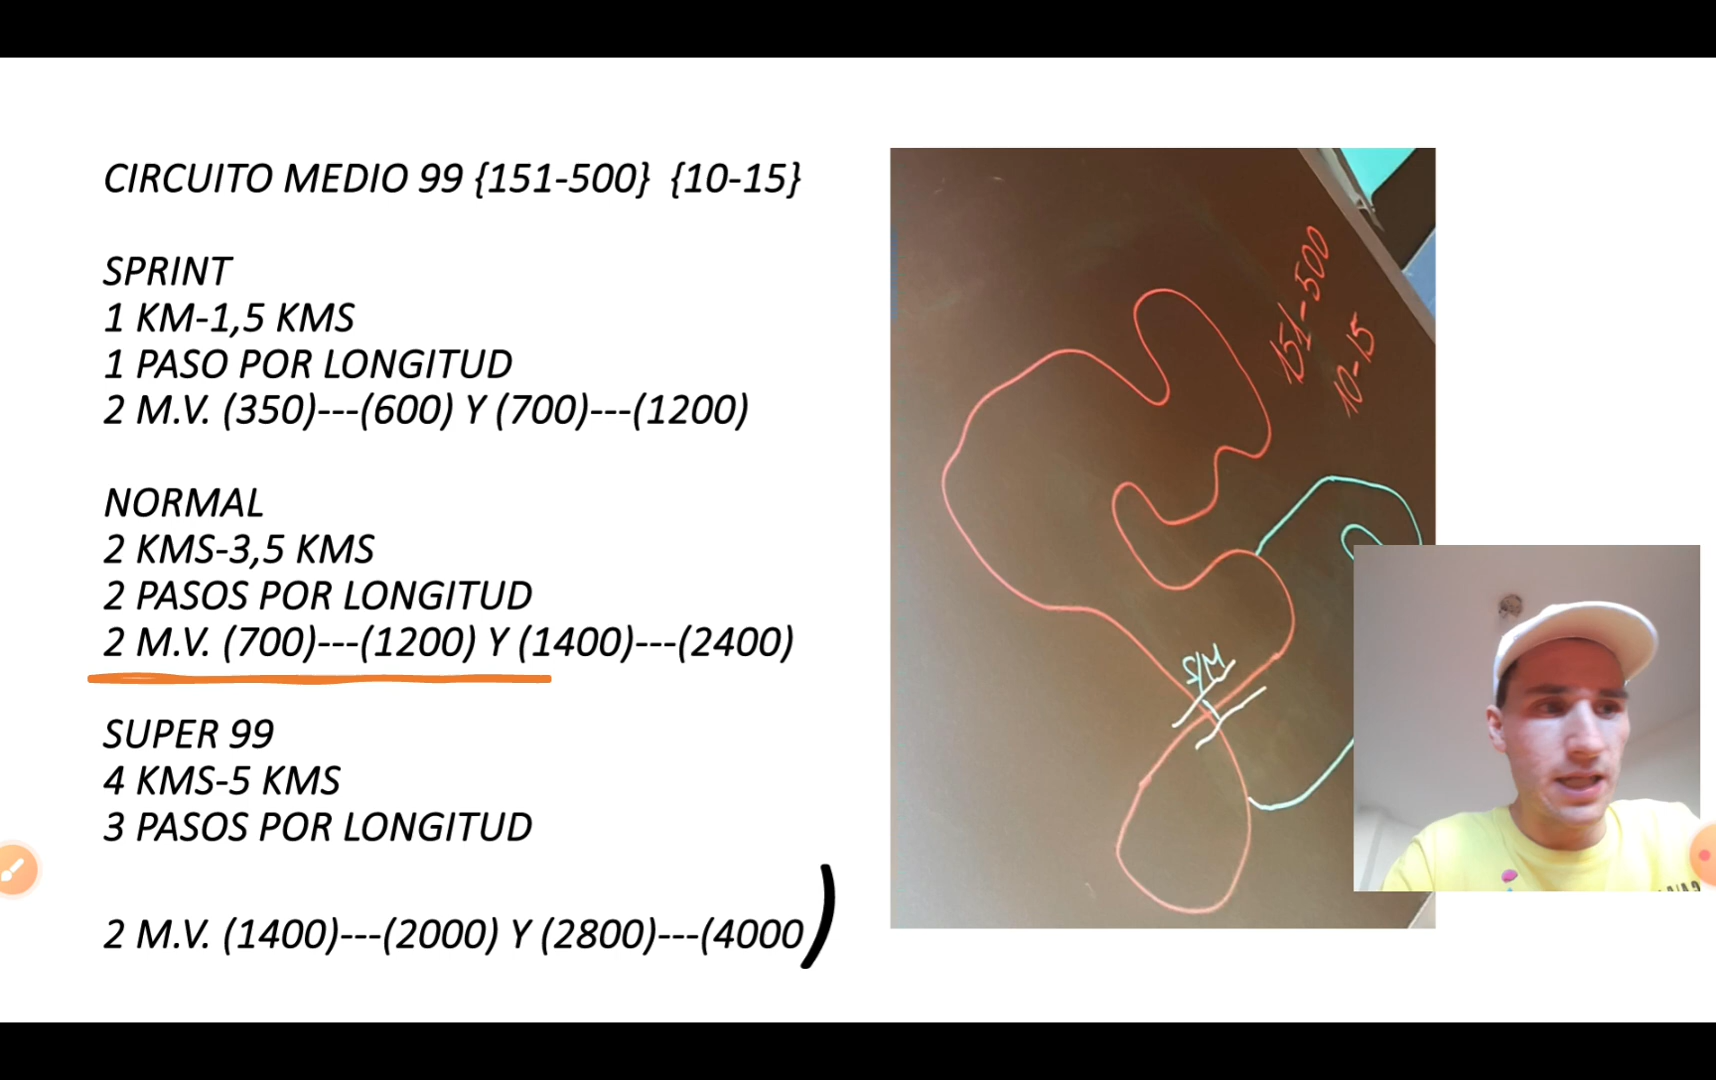 CIRCUITO MEDIO 99 {151-500} {10-15}
SPRINT
1 KM-1,5 KMS
1 PASO POR LONGITUD
2 M.V. (350)---(600) Y (700)---(1200)
NORMAL
2 KMS-3,5 KMS
2 PASOS POR LONGITUD
2 M.V. (700)---(1200) Y (1400)---(2400)
SUPER 99
4 KMS-5 KMS
3 PASOS POR LONGITUD
2 M.V. (1400)---(2000) Y (2800)---(4000)
151-500
10-15
S/M